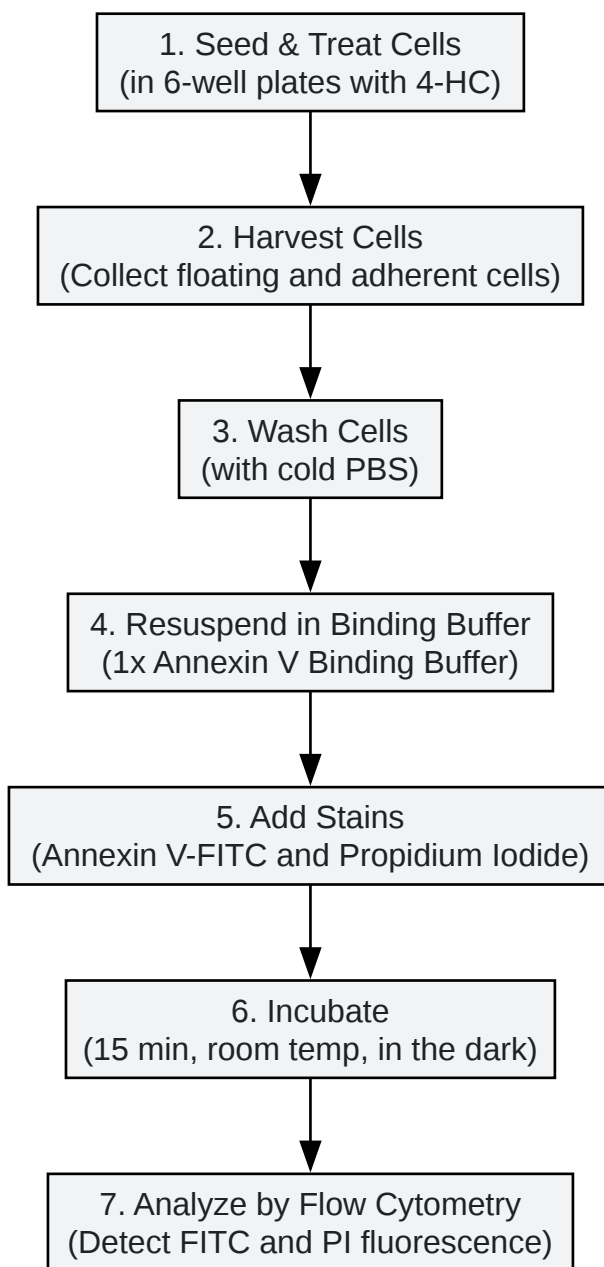 1. Seed & Treat Cells
(in 6-well plates with 4-HC)
2. Harvest Cells
(Collect floating and adherent cells)
3. Wash Cells
(with cold PBS)
4. Resuspend in Binding Buffer
(1x Annexin V Binding Buffer)
5. Add Stains
(Annexin V-FITC and Propidium Iodide)
6. Incubate
(15 min, room temp, in the dark)
7. Analyze by Flow Cytometry
(Detect FITC and PI fluorescence)